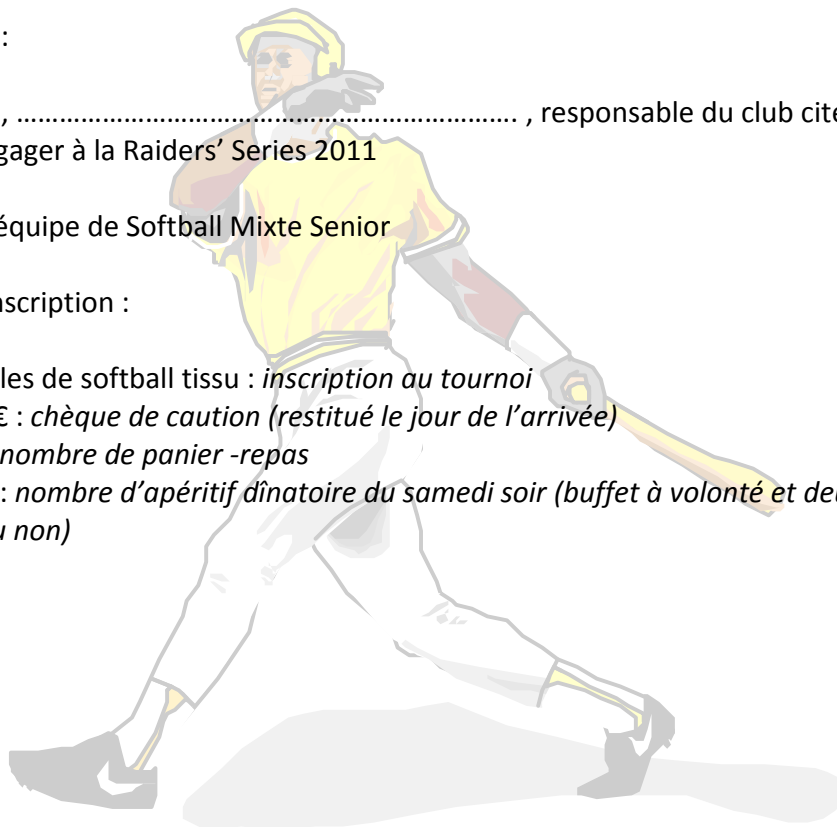 :
, ……………………………………………………………. , responsable du club cité
gager à la Raiders’ Series 2011
équipe de Softball Mixte Senior
nscription :
les de softball tissu : inscription au tournoi
€ : chèque de caution (restitué le jour de l’arrivée)
nombre de panier -repas
: nombre d’apéritif dînatoire du samedi soir (buffet à volonté et de
u non)